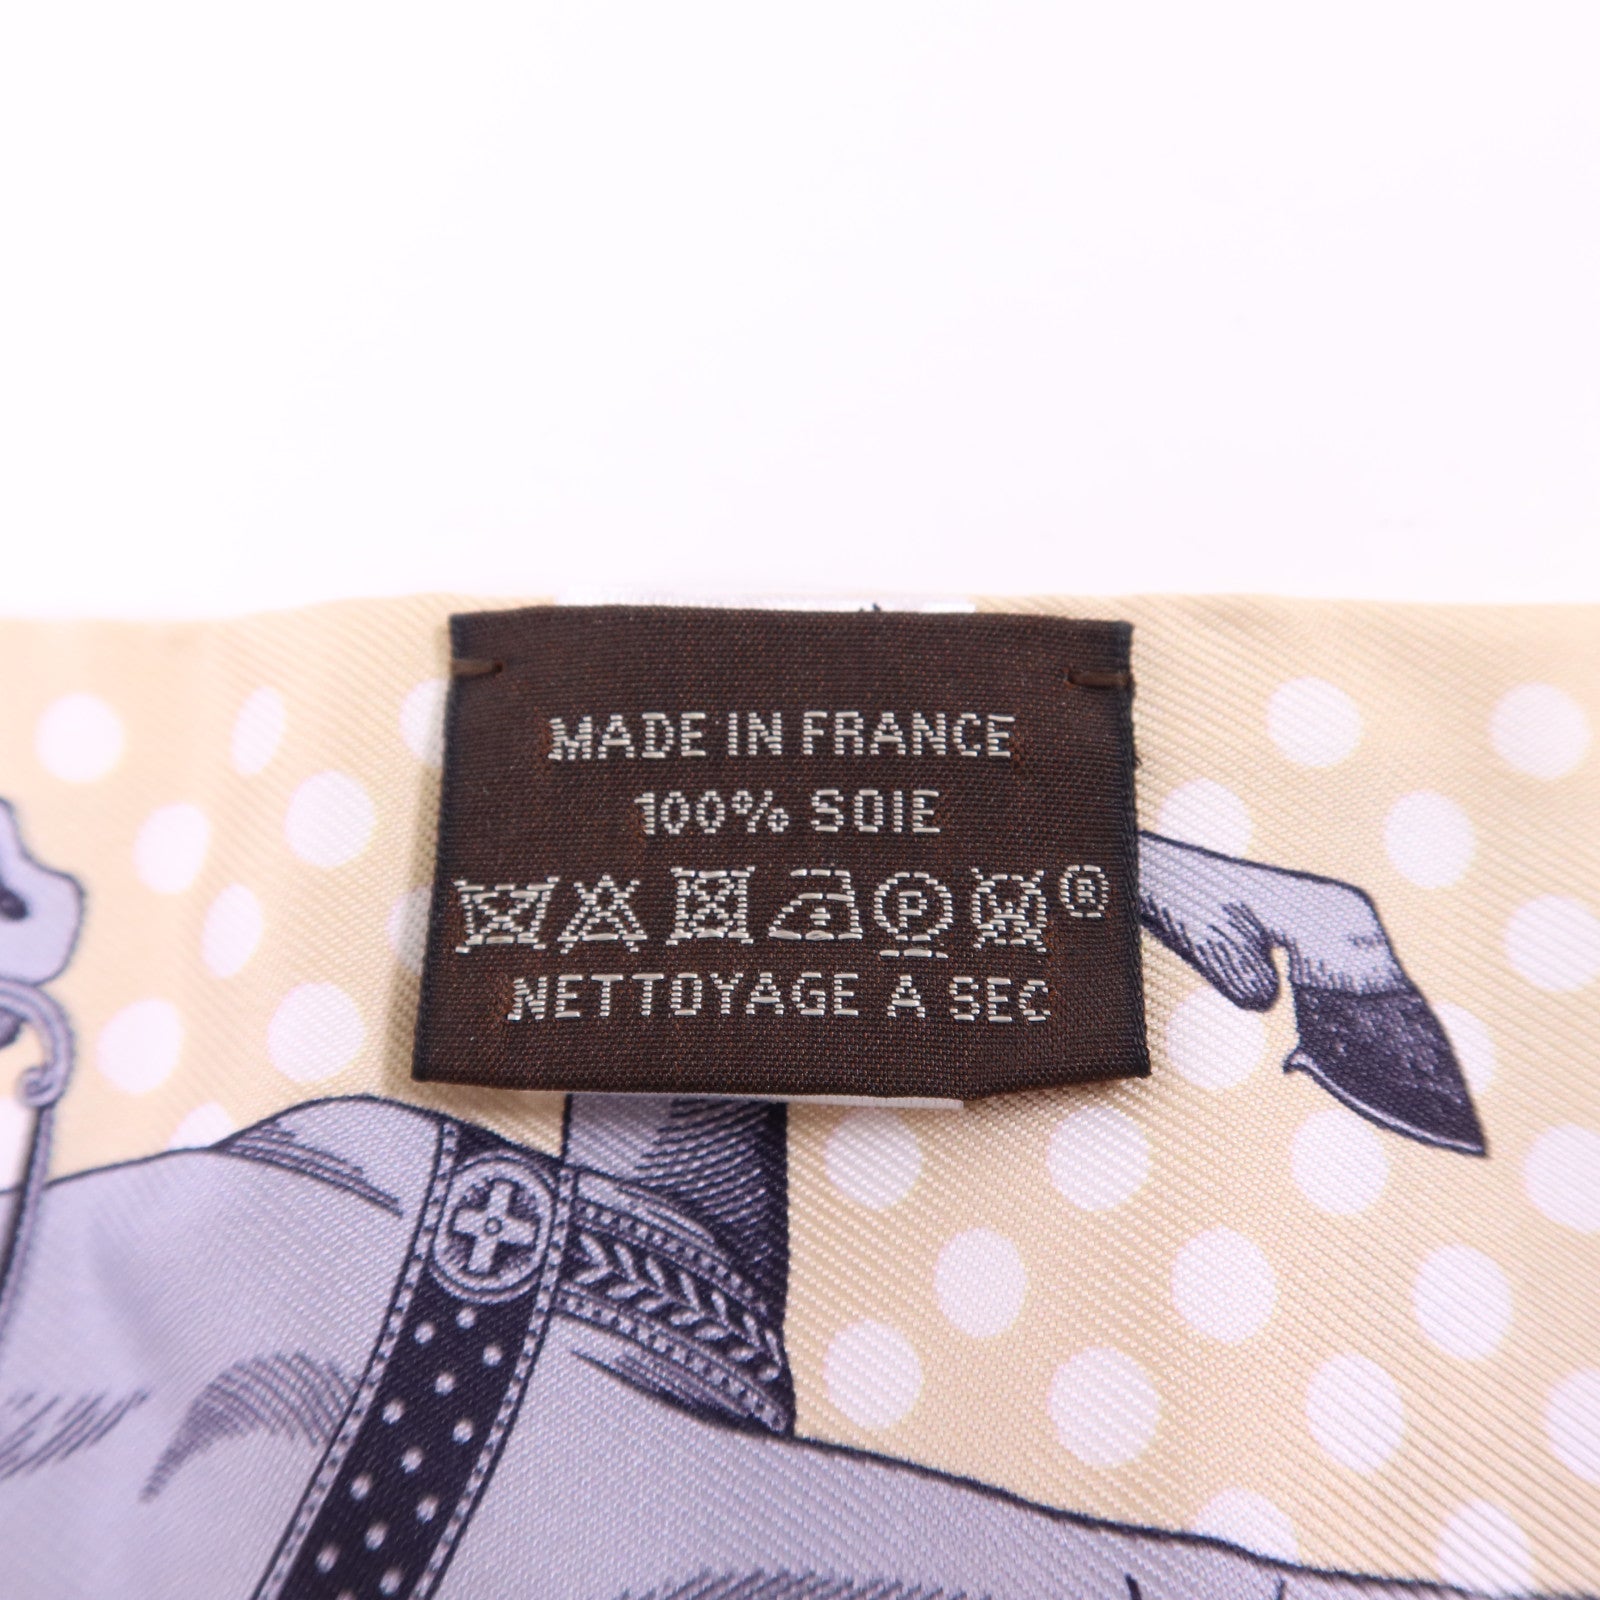 MADE IN FRANCE
100% SOIE
P ®
NETTOYAGE A SEC